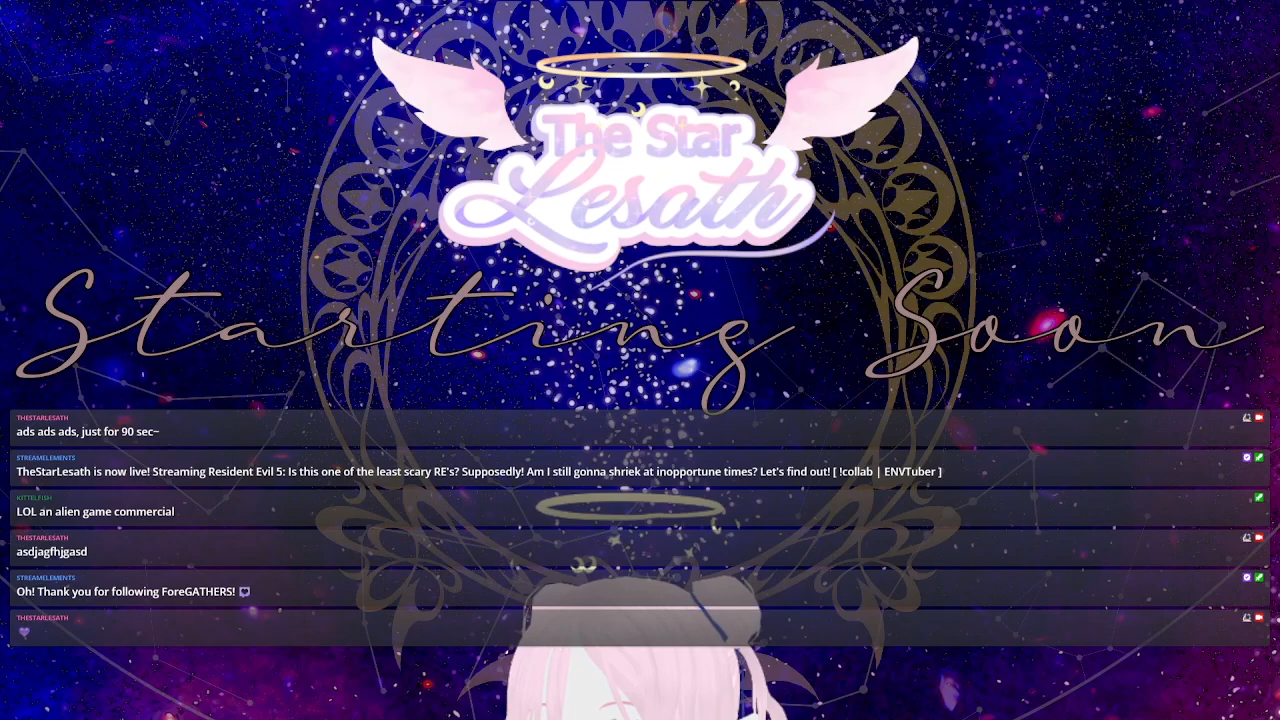 The Star
Lesath
Starting Soon
THESTARLESATH
ads ads ads, just for 90 sec~
STREAMELEMENTS
TheStarLesath is now live! Streaming Resident Evil 5: Is this one of the least scary RE's? Supposedly! Am I still gonna shriek at inopportune times? Let's find out! [ !collab | ENVTuber ]
KITTELFISH
LOL an alien game commercial
THESTARLESATH
asdjagfhjgasd
STREAMELEMENTS
Oh! Thank you for following ForeGATHERS!
THESTARLESATH